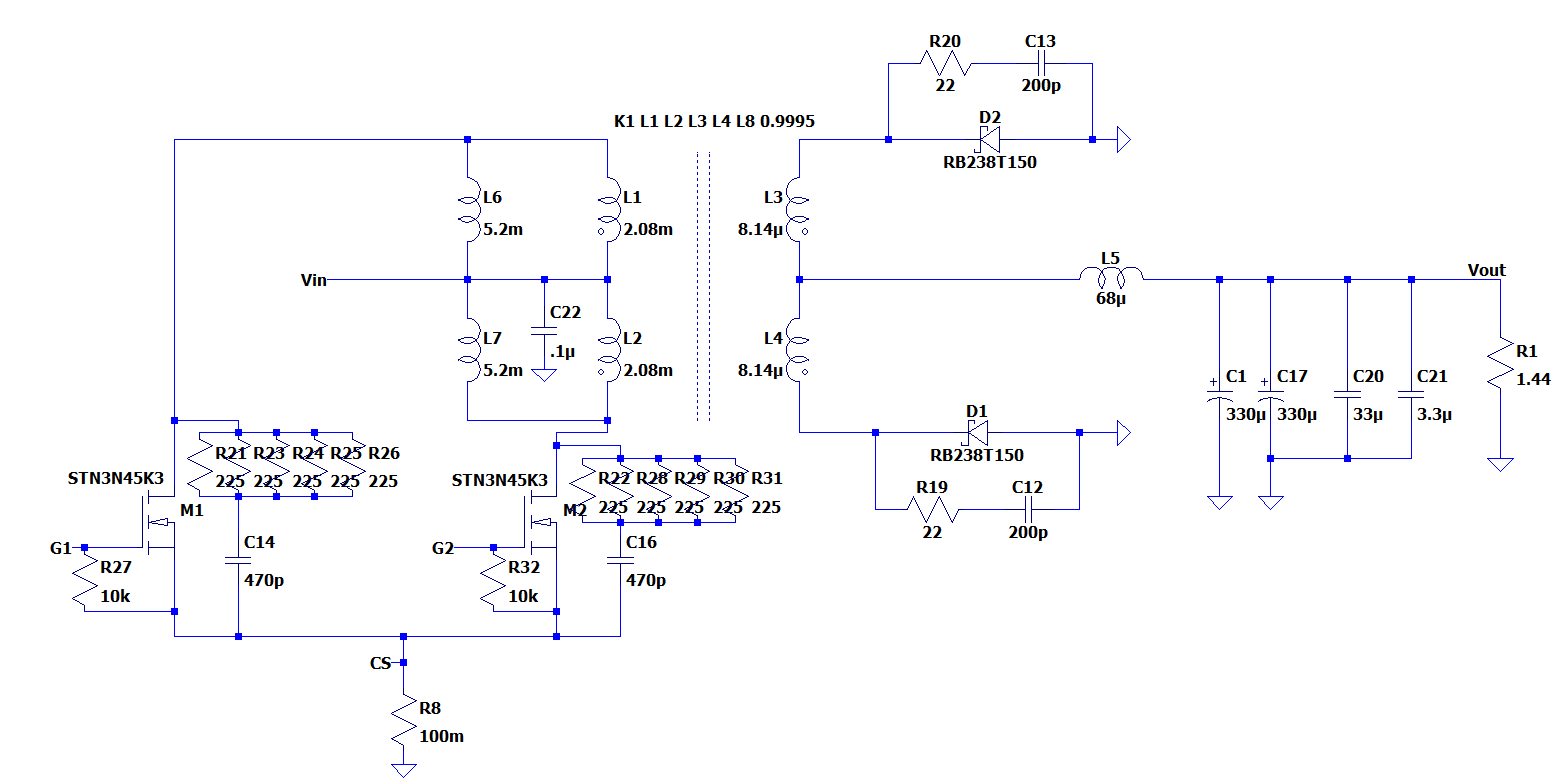 R20
C13
22
200p
K1 L1 L2 L3 L4 L8 0.9995
D2
RB238T150
L6
5.2m
L1
2.08m
L3
8.14µ
Vin
L5
68µ
Vout
C22
.1µ
L7
5.2m
L2
2.08m
L4
8.14µ
C1
330µ
C17
330µ
C20
33µ
C21
3.3µ
R1
1.44
D1
RB238T150
R21
225
R23
225
R24
225
R25
225
R26
225
STN3N45K3
M1
STN3N45K3
M2
R22
225
R28
225
R29
225
R30
225
R31
225
R19
22
C12
200p
G1
R27
10k
C14
470p
G2
R32
10k
C16
470p
CS
R8
100m